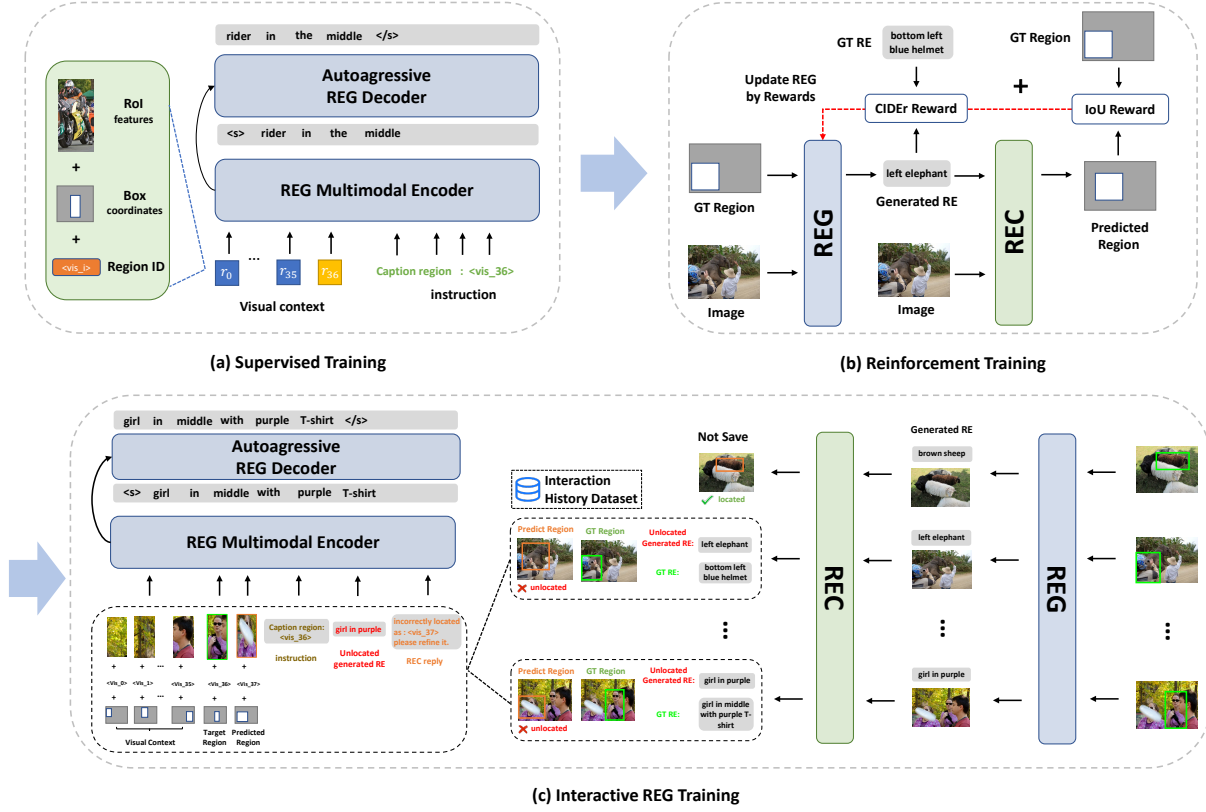 rider in the middle </s>
Autoagressive
REG Decoder
<s> rider in the middle
REG Multimodal Encoder
RoI
features
+
Box
coordinates
+
<vis_i>
Region ID
r0
...
r35
r36
Visual context
Caption region : <vis_36>
instruction
(a) Supervised Training
GT RE
bottom left
blue helmet
GT Region
+
Update REG
by Rewards
CIDEr Reward
IoU Reward
GT Region
REG
left elephant
Generated RE
REC
Predicted
Region
Image
Image
(b) Reinforcement Training
girl in middle with purple T-shirt </s>
Autoagressive
REG Decoder
<s> girl in middle with purple T-shirt
REG Multimodal Encoder
Caption region:
<vis_36>
instruction
girl in purple
Unlocated
generated RE
incorrectly located
as : <vis_37>
please refine it.
REC reply
+ + ... + + +
<Vis_0> <Vis_1> ... <Vis_35> <Vis_36> <Vis_37>
+ + ... + + +
Visual Context
Target
Region
Predicted
Region
Interaction
History Dataset
Not Save
located
Predict Region
GT Region
Unlocated
Generated RE:
left elephant
GT RE:
bottom left
blue helmet
unlocated
...
Predict Region
GT Region
Unlocated
Generated RE:
girl in purple
GT RE:
girl in middle
with purple T-
shirt
unlocated
REC
Generated RE
brown sheep
left elephant
...
girl in purple
REG
...
(c) Interactive REG Training